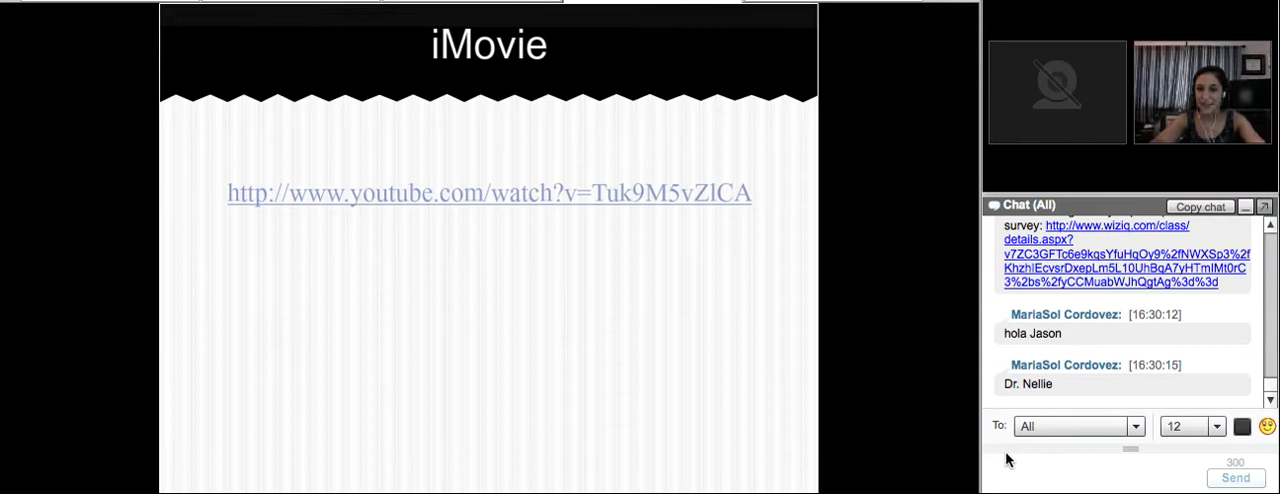 iMovie
http://www.youtube.com/watch?v=Tuk9M5vZlCA
Chat (All)
Copy chat
survey: http://www.wiziq.com/class/
details.aspx?
v7ZC3GFTc6e9kqsYfuHqOy9%2fNWXSp3%2f
KhzhlEcvsrDxepLm5L10UhBqA7yHTmIMt0rC
3%2bs%2fyCCMuabWJhQgtAg%3d%3d
MariaSol Cordovez: [16:30:12]
hola Jason
MariaSol Cordovez: [16:30:15]
Dr. Nellie
To: All 12
300
Send